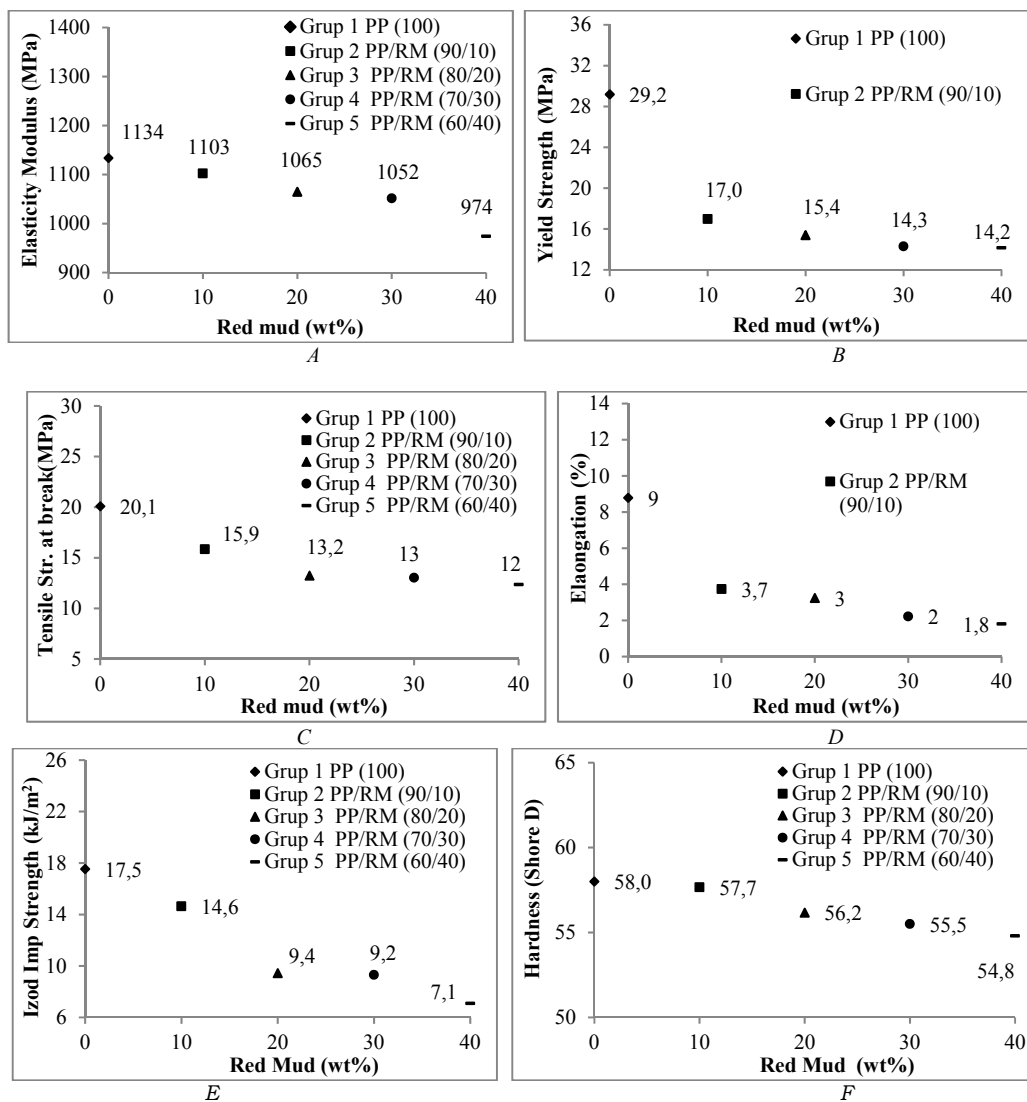 1400
1300
1200
1100
1000
900
Elasticity Modulus (MPa)
Grup 1 PP (100)
Grup 2 PP/RM (90/10)
Grup 3 PP/RM (80/20)
Grup 4 PP/RM (70/30)
Grup 5 PP/RM (60/40)
1134
1103
1065
1052
974
0 10 20 30 40
Red mud (wt%)
A
36
32
28
24
20
16
12
Yield Strength (MPa)
Grup 1 PP (100)
Grup 2 PP/RM (90/10)
29,2
17,0
15,4
14,3
14,2
0 10 20 30 40
Red mud (wt%)
B
30
25
20
15
10
5
Tensile Str. at break(MPa)
Grup 1 PP (100)
Grup 2 PP/RM (90/10)
Grup 3 PP/RM (80/20)
Grup 4 PP/RM (70/30)
Grup 5 PP/RM (60/40)
20,1
15,9
13,2
13
12
0 10 20 30 40
Red mud (wt%)
C
14
12
10
8
6
4
2
0
Elaongation (%)
Grup 1 PP (100)
Grup 2 PP/RM
(90/10)
9
3,7
3
2
1,8
0 10 20 30 40
Red mud (wt%)
D
26
22
18
14
10
6
Izod Imp Strength (kJ/m²)
Grup 1 PP (100)
Grup 2 PP/RM (90/10)
Grup 3 PP/RM (80/20)
Grup 4 PP/RM (70/30)
Grup 5 PP/RM (60/40)
17,5
14,6
9,4
9,2
7,1
0 10 20 30 40
Red Mud (wt%)
E
65
60
55
50
Hardness (Shore D)
Grup 1 PP (100)
Grup 2 PP/RM (90/10)
Grup 3 PP/RM (80/20)
Grup 4 PP/RM (70/30)
Grup 5 PP/RM (60/40)
58,0
57,7
56,2
55,5
54,8
0 10 20 30 40
Red Mud (wt%)
F